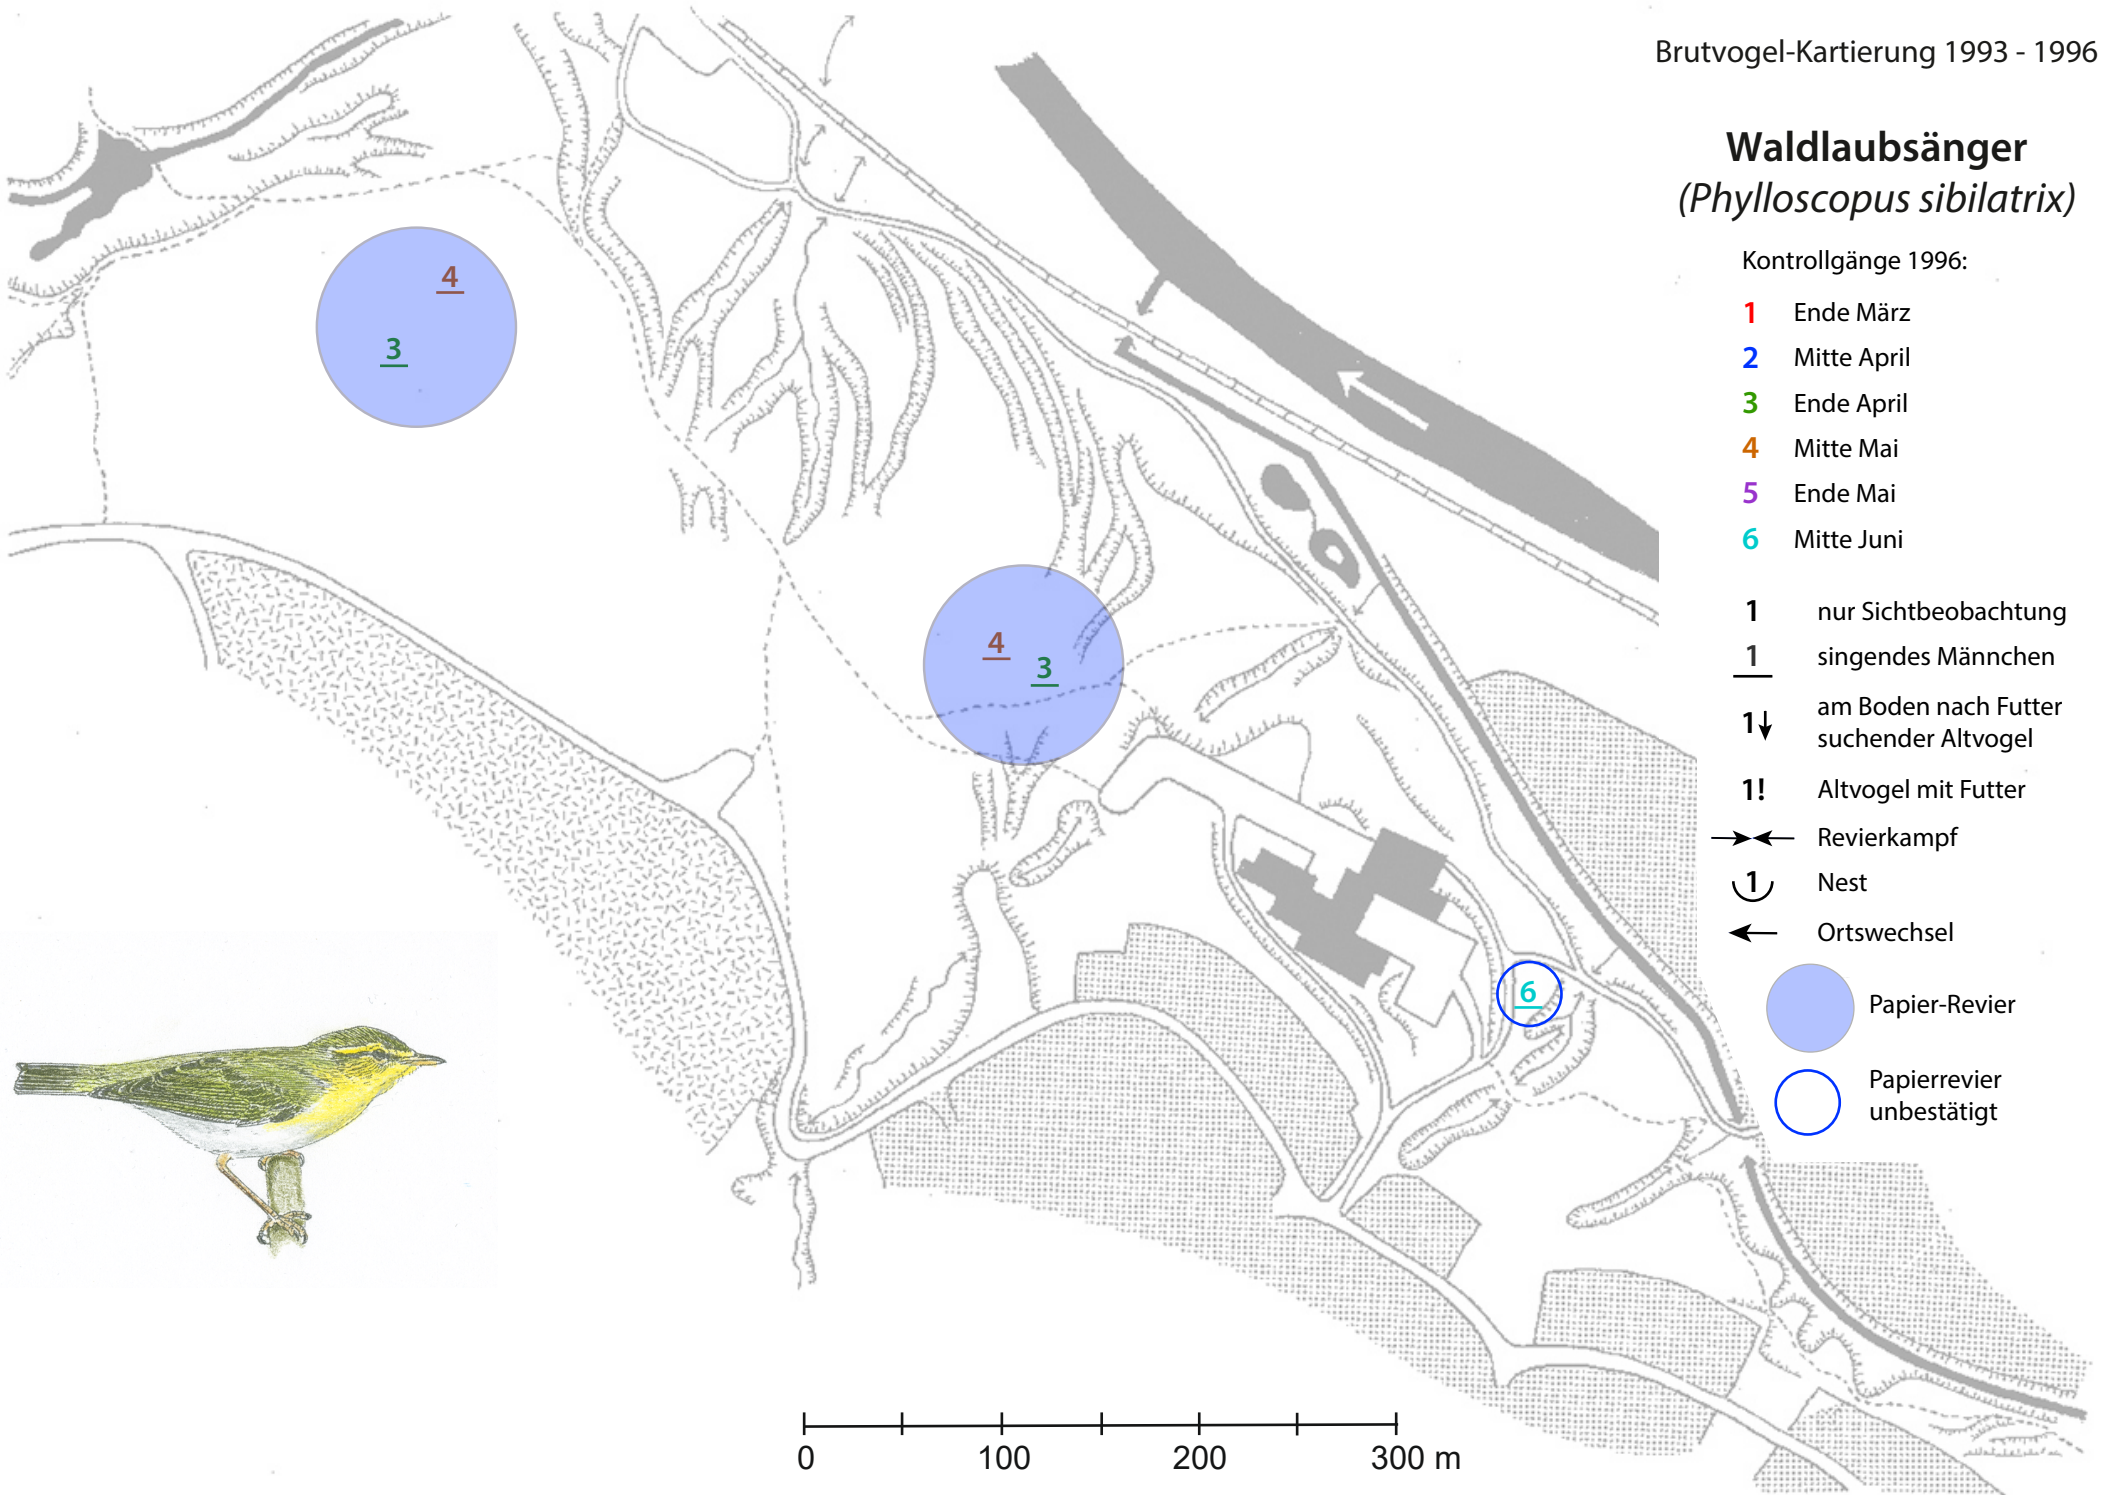 Brutvogel-Kartierung 1993 - 1996
Waldlaubsänger
(Phylloscopus sibilatrix)
Kontrollgänge 1996:
1 Ende März
2 Mitte April
3 Ende April
4 Mitte Mai
5 Ende Mai
6 Mitte Juni
1 nur Sichtbeobachtung
1 singendes Männchen
1 am Boden nach Futter
suchender Altvogel
1! Altvogel mit Futter
Revierkampf
1 Nest
Ortswechsel
Papier-Revier
Papierrevier
unbestätigt
4
3
4
3
6
0 100 200 300 m